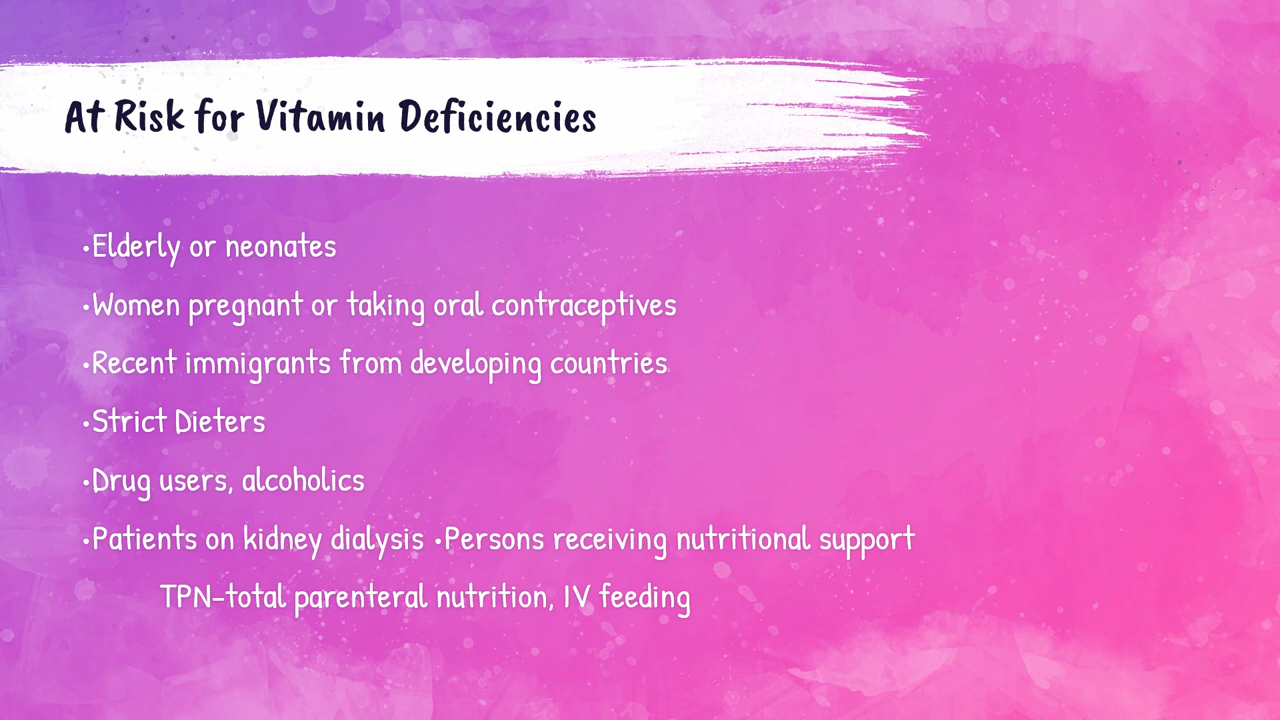 At Risk for Vitamin Deficiencies
•Elderly or neonates
•Women pregnant or taking oral contraceptives
•Recent immigrants from developing countries
•Strict Dieters
•Drug users, alcoholics
•Patients on kidney dialysis •Persons receiving nutritional support
TPN-total parenteral nutrition, IV feeding